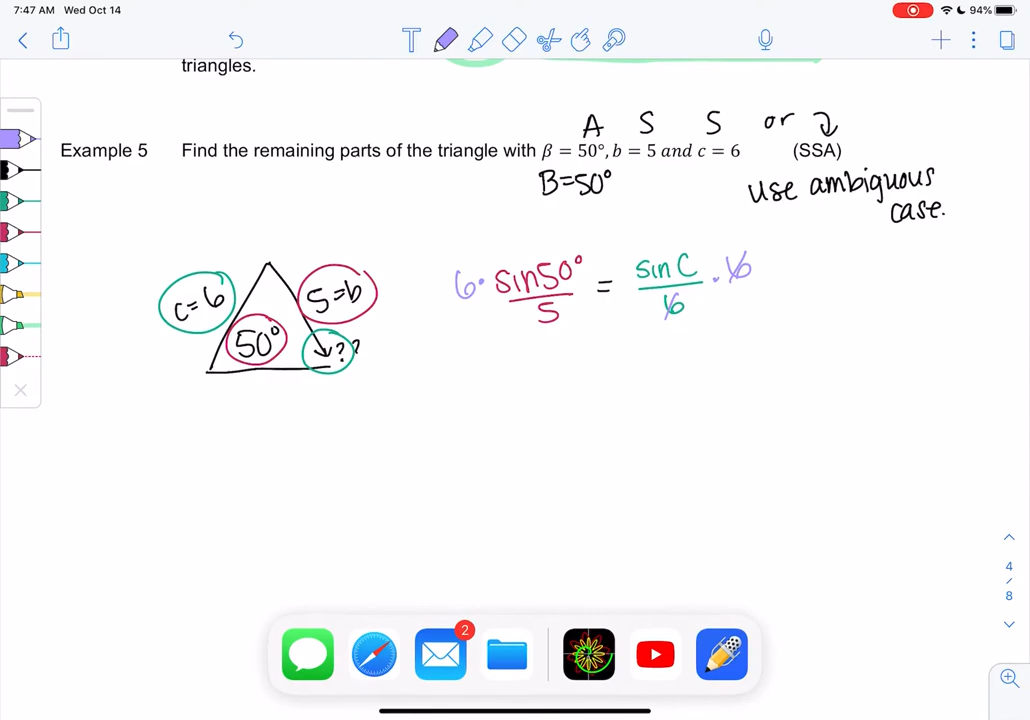 7:47 AM Wed Oct 14
94%
T
triangles.
A S S or
Example 5 Find the remaining parts of the triangle with β = 50°, b = 5 and c = 6 (SSA)
B=50°
use ambiguous
case.
c=6
5=b
50°
??
6· sin50° / 5 = sin C / 6 · 6
4
/
8
2